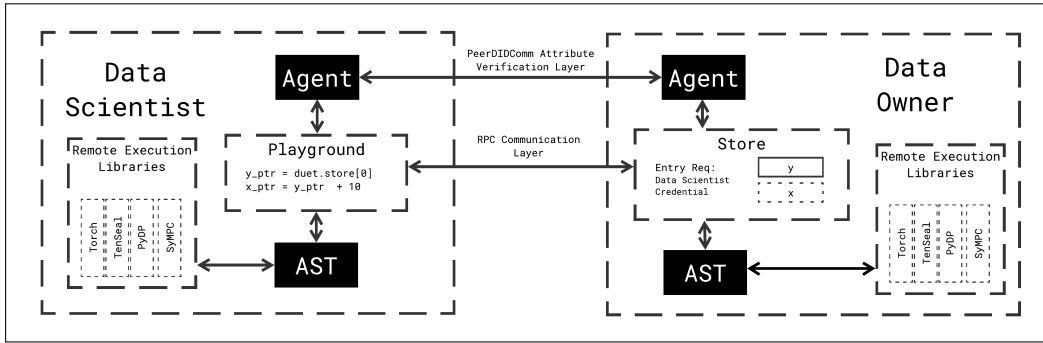 PeerDIDComm Attribute
Verification Layer
Data
Scientist
Agent
Agent
Data
Owner
RPC Communication
Layer
Remote Execution
Libraries
Torch
TenSeal
PyDP
SyMPC
Playground
y_ptr = duet.store[0]
x_ptr = y_ptr + 10
AST
Store
Entry Req:
Data Scientist
Credential
y
x
AST
Remote Execution
Libraries
Torch
TenSeal
PyDP
SyMPC